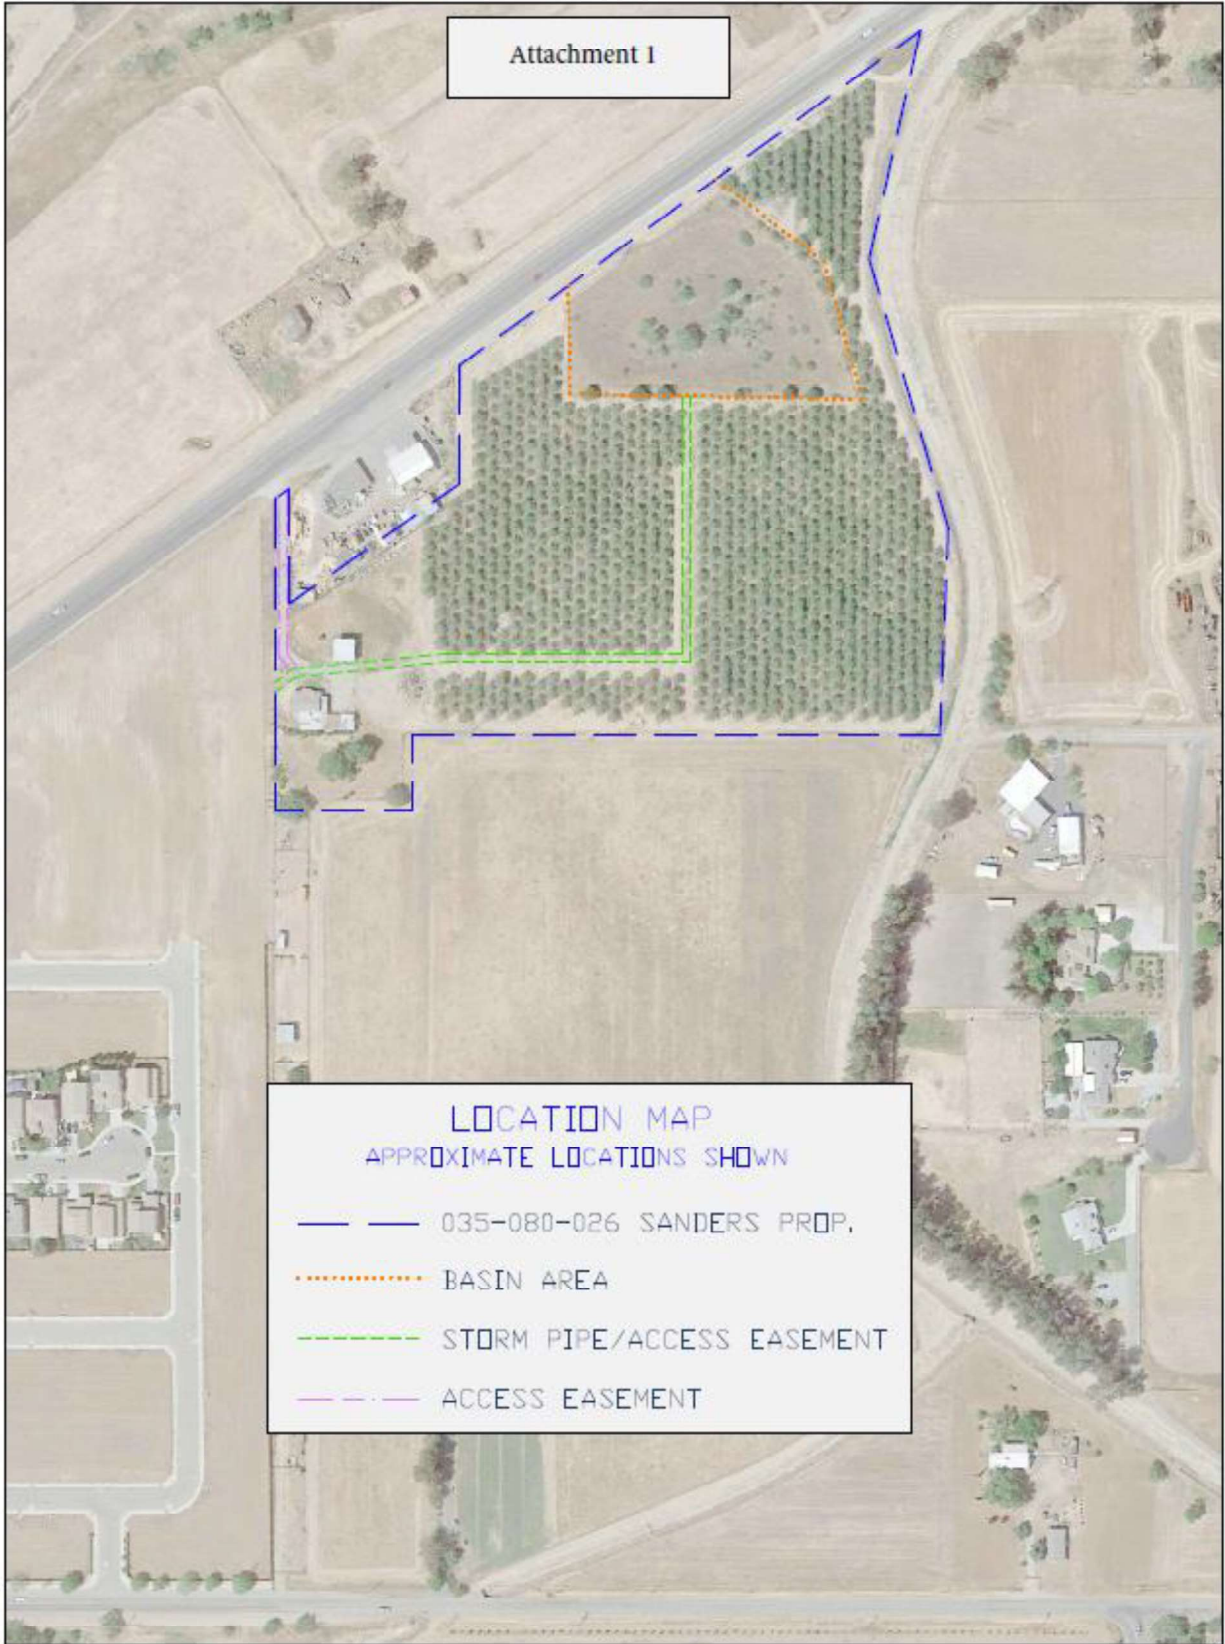 Attachment 1
LOCATION MAP
APPROXIMATE LOCATIONS SHOWN
035-080-026 SANDERS PROP.
BASIN AREA
STORM PIPE/ACCESS EASEMENT
ACCESS EASEMENT